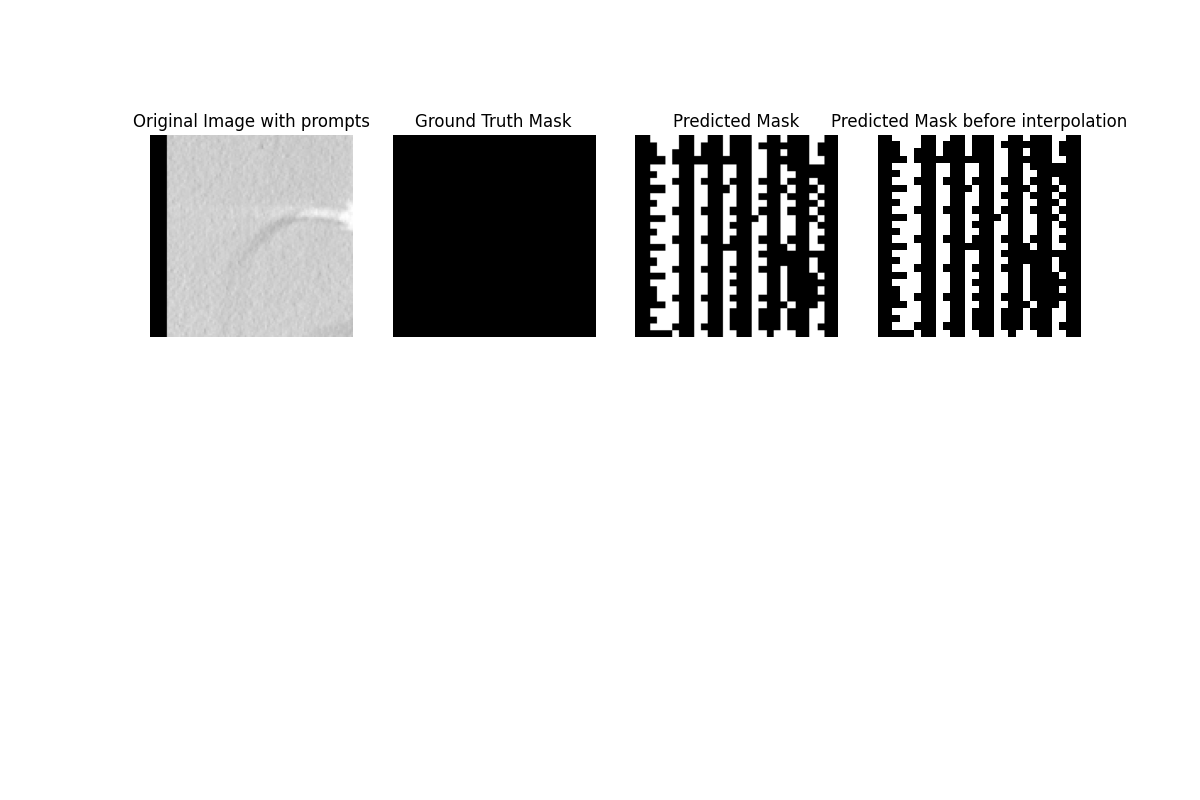 Original Image with prompts
Ground Truth Mask
Predicted Mask
Predicted Mask before interpolation